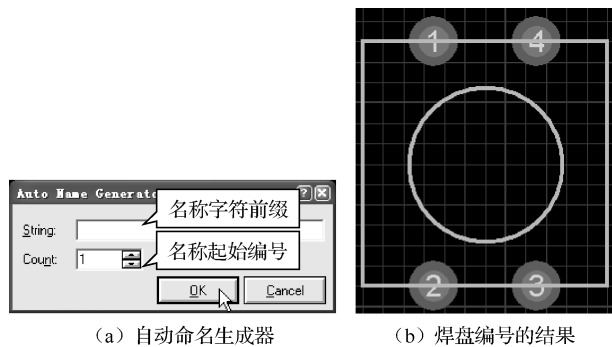 1 4
Auto Name Generat
名称字符前缀
String:
名称起始编号
Count: 1
OK Cancel
2 3
(a) 自动命名生成器
(b) 焊盘编号的结果